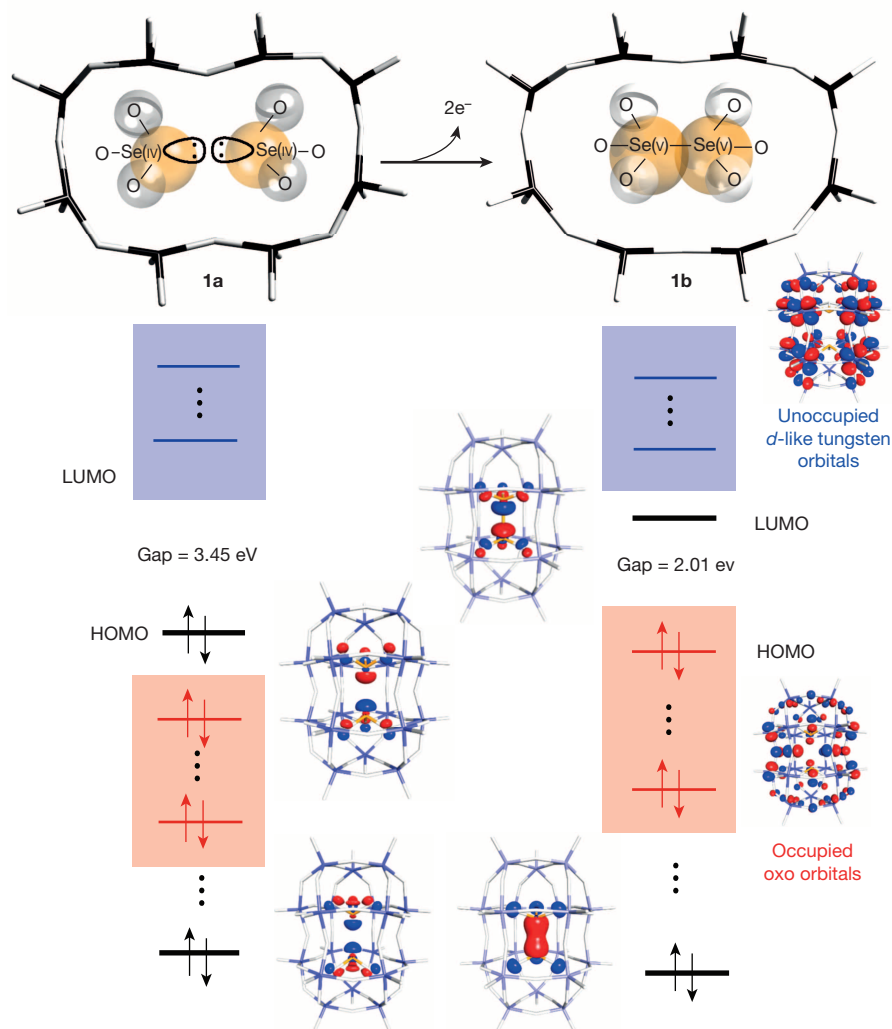 O
O
2e⁻
O
O
O-Se(IV)
:
:
Se(IV)-O
O-Se(V)-Se(V)-O
O
O
O
O
1a
1b
Unoccupied
d-like tungsten
orbitals
LUMO
LUMO
Gap = 3.45 eV
Gap = 2.01 ev
HOMO
HOMO
Occupied
oxo orbitals